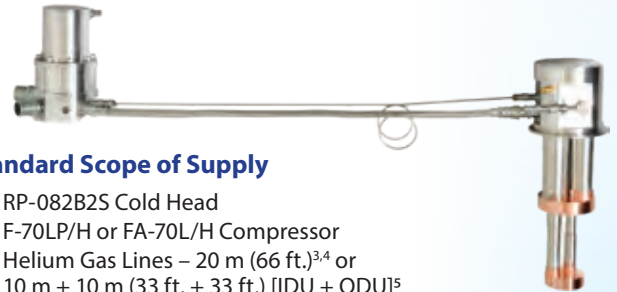 andard Scope of Supply
RP-082B2S Cold Head
F-70LP/H or FA-70L/H Compressor
Helium Gas Lines – 20 m (66 ft.)³,⁴ or
10 m + 10 m (33 ft. + 33 ft.) [IDU + ODU]⁵